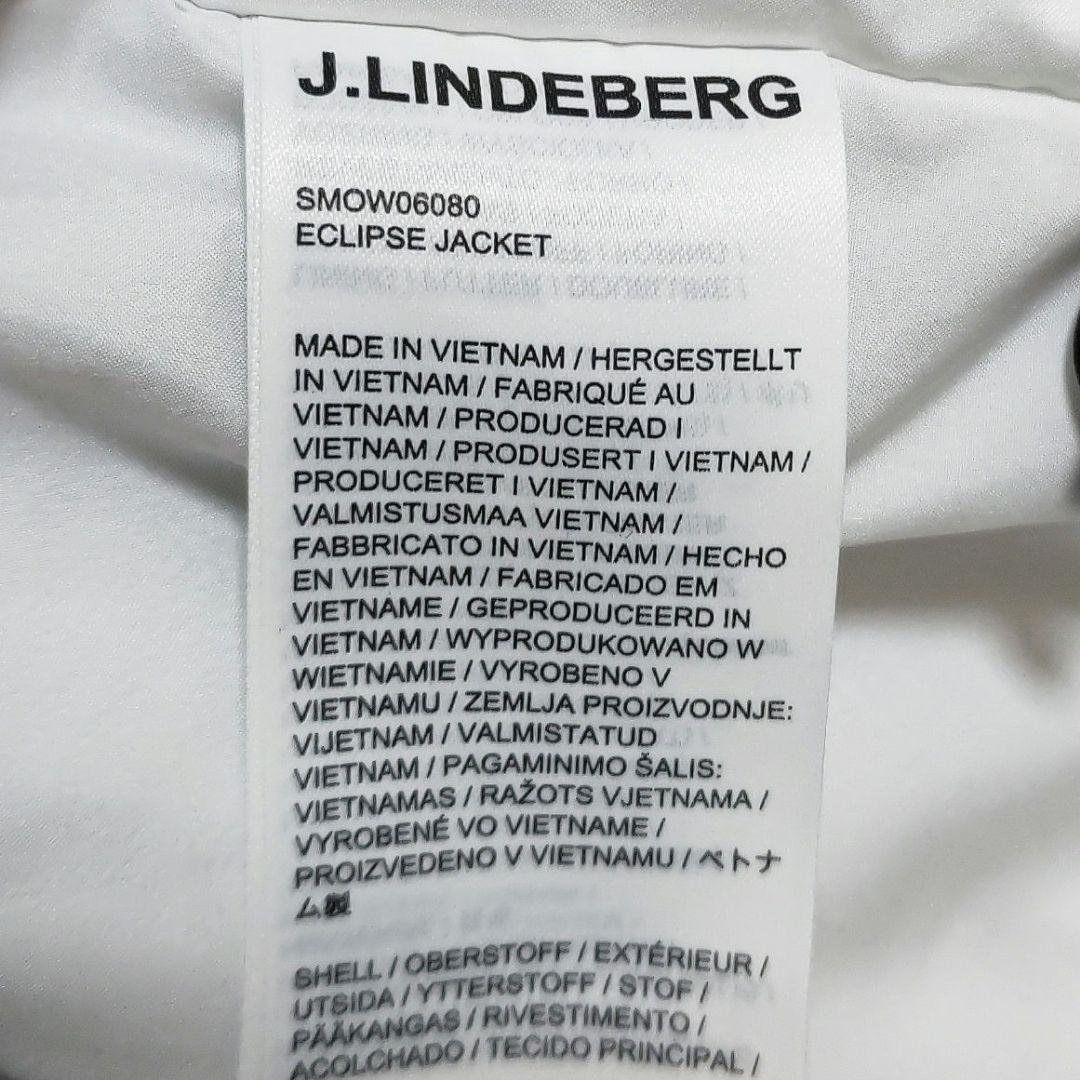 J.LINDEBERG
SMOW06080
ECLIPSE JACKET
MADE IN VIETNAM / HERGESTELLT
IN VIETNAM / FABRIQUÉ AU
VIETNAM / PRODUCERAD I
VIETNAM / PRODUSERT I VIETNAM /
PRODUCERET I VIETNAM /
VALMISTUSMAA VIETNAM /
FABBRICATO IN VIETNAM / HECHO
EN VIETNAM / FABRICADO EM
VIETNAME / GEPRODUCEERD IN
VIETNAM / WYPRODUKOWANO W
WIETNAMIE / VYROBENO V
VIETNAMU / ZEMLJA PROIZVODNJE:
VIJETNAM / VALMISTATUD
VIETNAM / PAGAMINIMO ŠALIS:
VIETNAMAS / RAŽOTS VJETNAMA /
VYROBENÉ VO VIETNAME /
PROIZVEDENO V VIETNAMU / ベトナ
ム製
SHELL / OBERSTOFF / EXTÉRIEUR /
UTSIDA / YTTERSTOFF / STOF /
PÄÄKANGAS / RIVESTIMENTO /
ACOLCHADO / TECIDO PRINCIPAL /